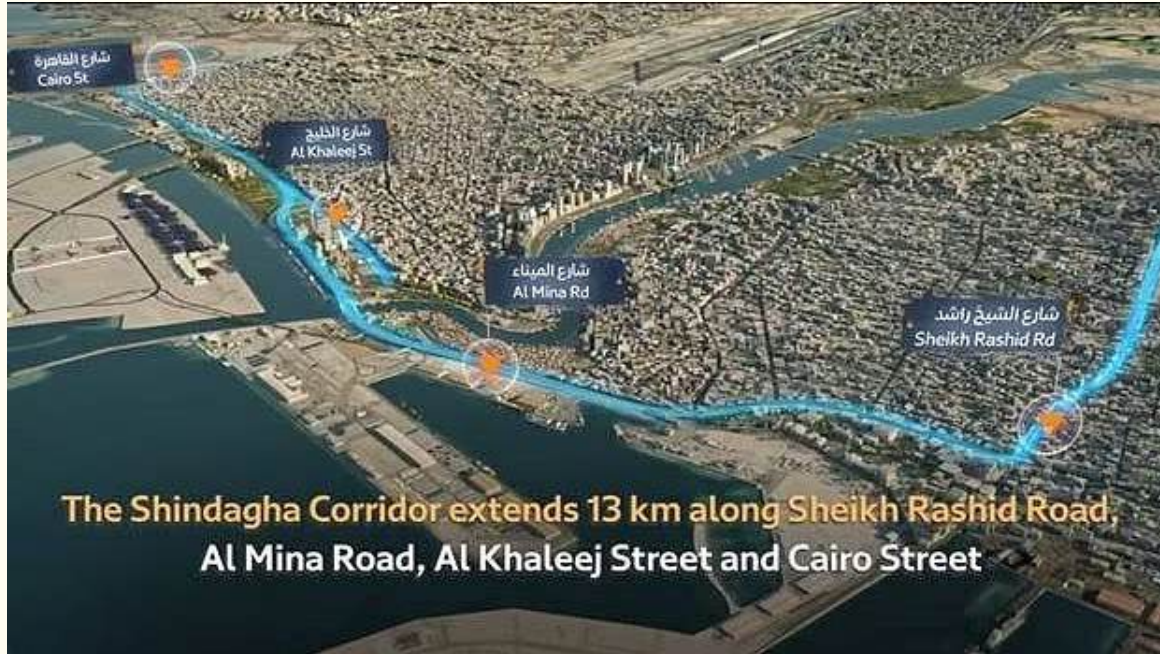 شارع القاهرة
Cairo St
شارع الخليج
Al Khaleej St
شارع الميناء
Al Mina Rd
شارع الشيخ راشد
Sheikh Rashid Rd
The Shindagha Corridor extends 13 km along Sheikh Rashid Road,
Al Mina Road, Al Khaleej Street and Cairo Street